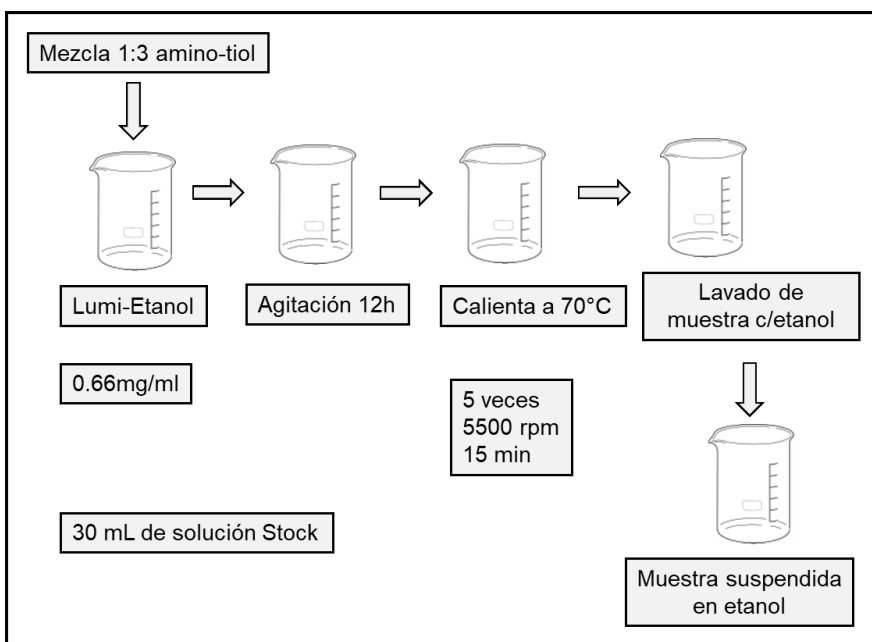 Mezcla 1:3 amino-tiol
Lumi-Etanol
Agitación 12h
Calienta a 70°C
Lavado de
muestra c/etanol
0.66mg/ml
5 veces
5500 rpm
15 min
30 mL de solución Stock
Muestra suspendida
en etanol